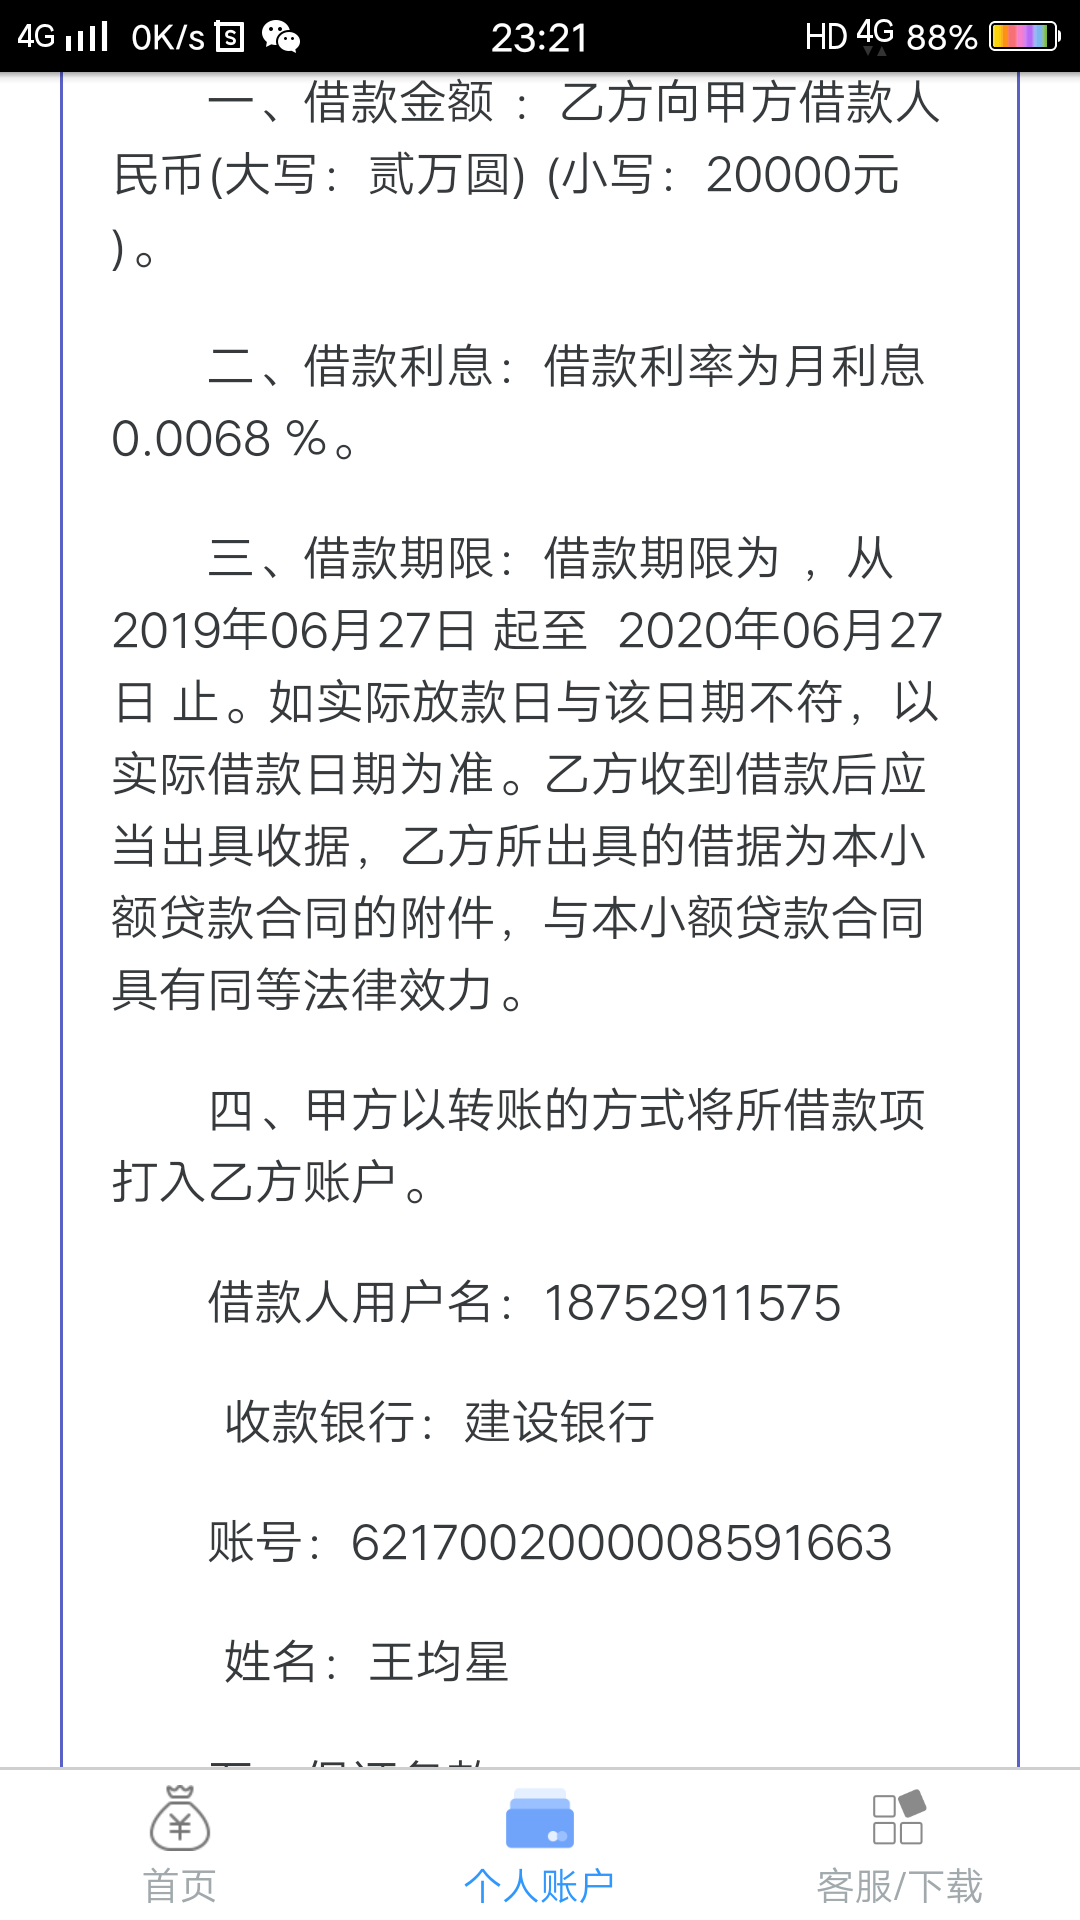 4G 0K/s 23:21 HD 4G 88%
一、借款金额 ：乙方向甲方借款人
民币(大写：贰万圆) (小写：20000元
)。
二、借款利息：借款利率为月利息
0.0068 %。
三、借款期限：借款期限为 ，从
2019年06月27日 起至 2020年06月27
日 止。如实际放款日与该日期不符，以
实际借款日期为准。乙方收到借款后应
当出具收据，乙方所出具的借据为本小
额贷款合同的附件，与本小额贷款合同
具有同等法律效力。
四、甲方以转账的方式将所借款项
打入乙方账户。
借款人用户名：18752911575
收款银行：建设银行
账号：6217002000008591663
姓名：王均星
首页 个人账户 客服/下载